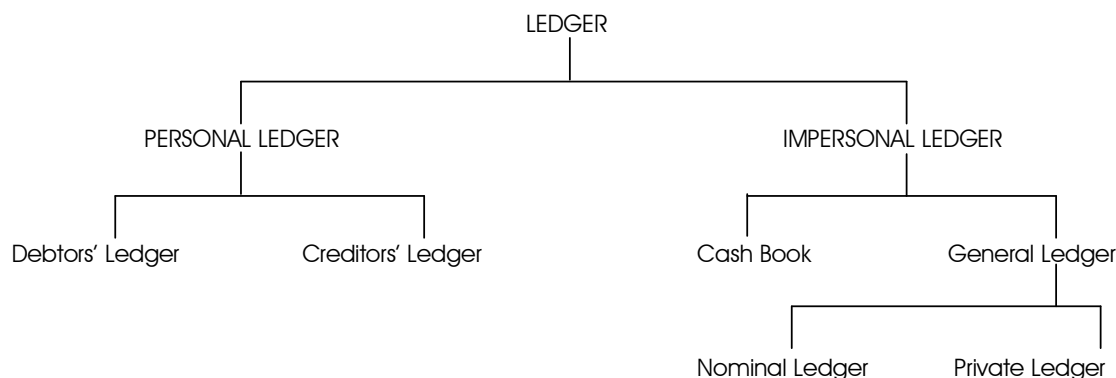 LEDGER
PERSONAL LEDGER IMPERSONAL LEDGER
Debtors’ Ledger Creditors’ Ledger Cash Book General Ledger
Nominal Ledger Private Ledger